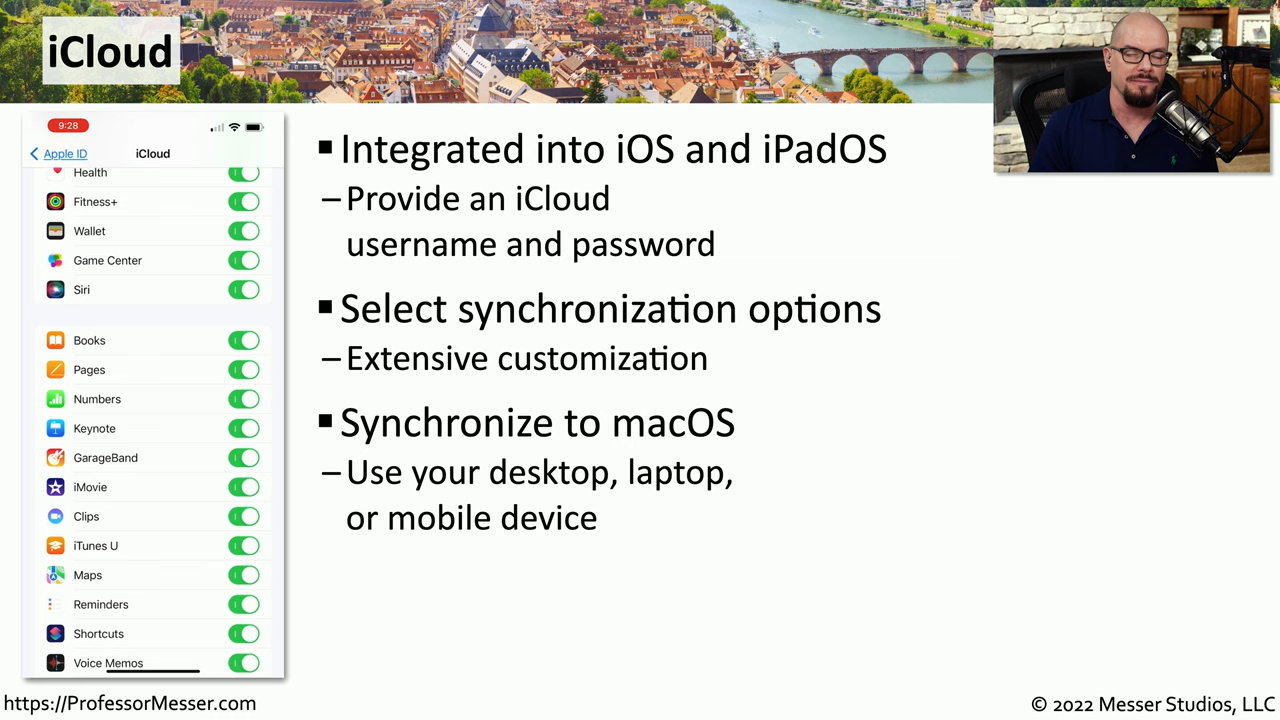 iCloud
9:28
Apple ID
iCloud
Health
Fitness+
Wallet
Game Center
Siri
Books
Pages
Numbers
Keynote
GarageBand
iMovie
Clips
iTunes U
Maps
Reminders
Shortcuts
Voice Memos
▪ Integrated into iOS and iPadOS
– Provide an iCloud
username and password
▪ Select synchronization options
– Extensive customization
▪ Synchronize to macOS
– Use your desktop, laptop,
or mobile device
https://ProfessorMesser.com
© 2022 Messer Studios, LLC